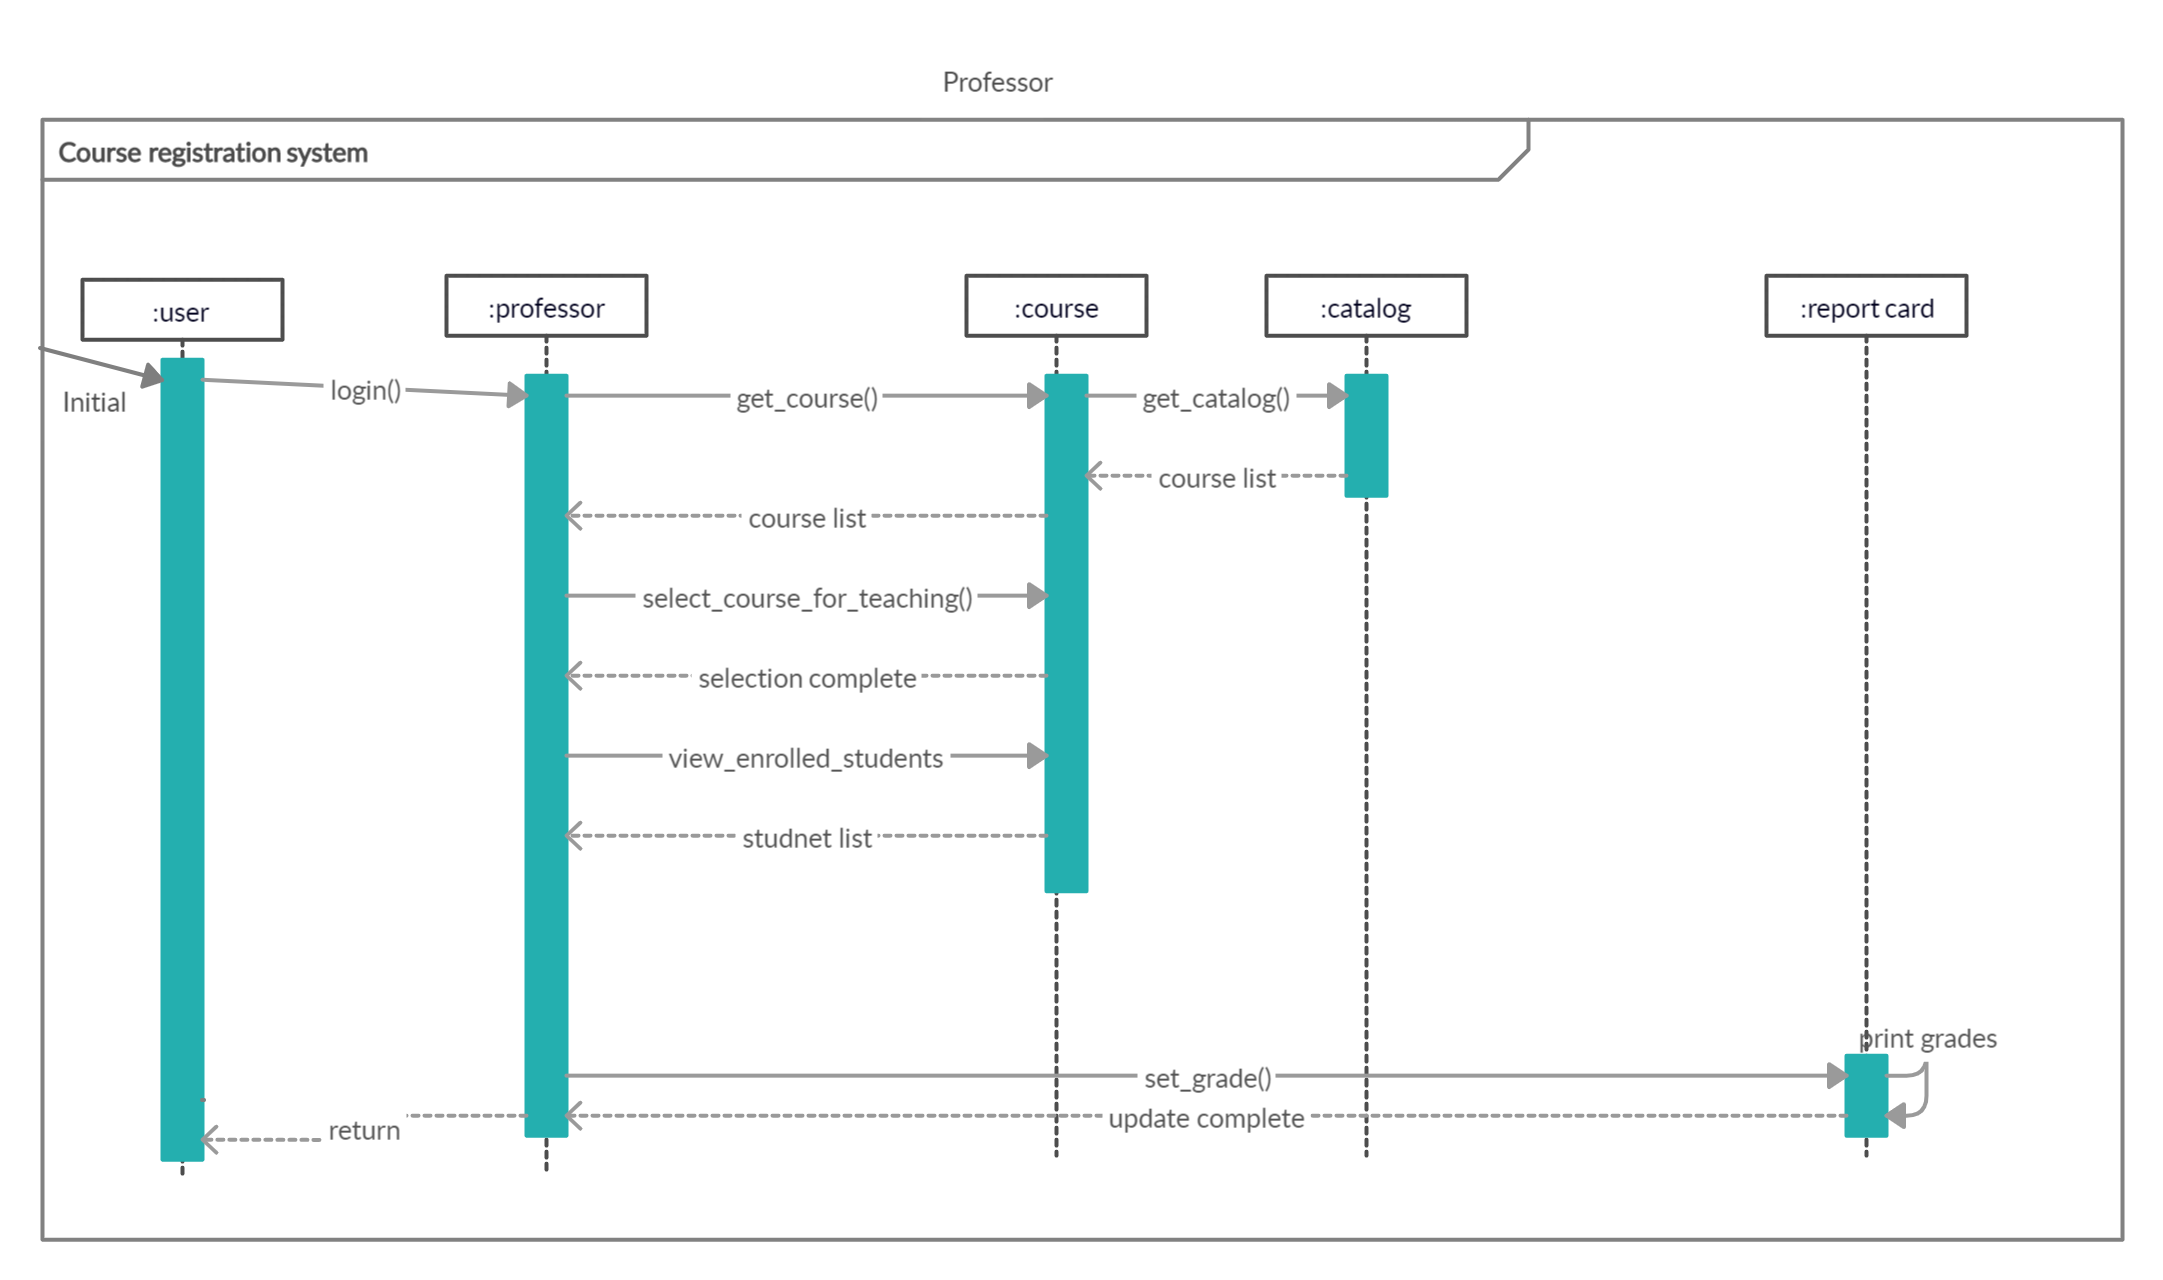 Professor
Course registration system
:user
:professor
:course
:catalog
:report card
Initial
login()
get_course()
get_catalog()
course list
course list
select_course_for_teaching()
selection complete
view_enrolled_students
studnet list
print grades
set_grade()
update complete
return